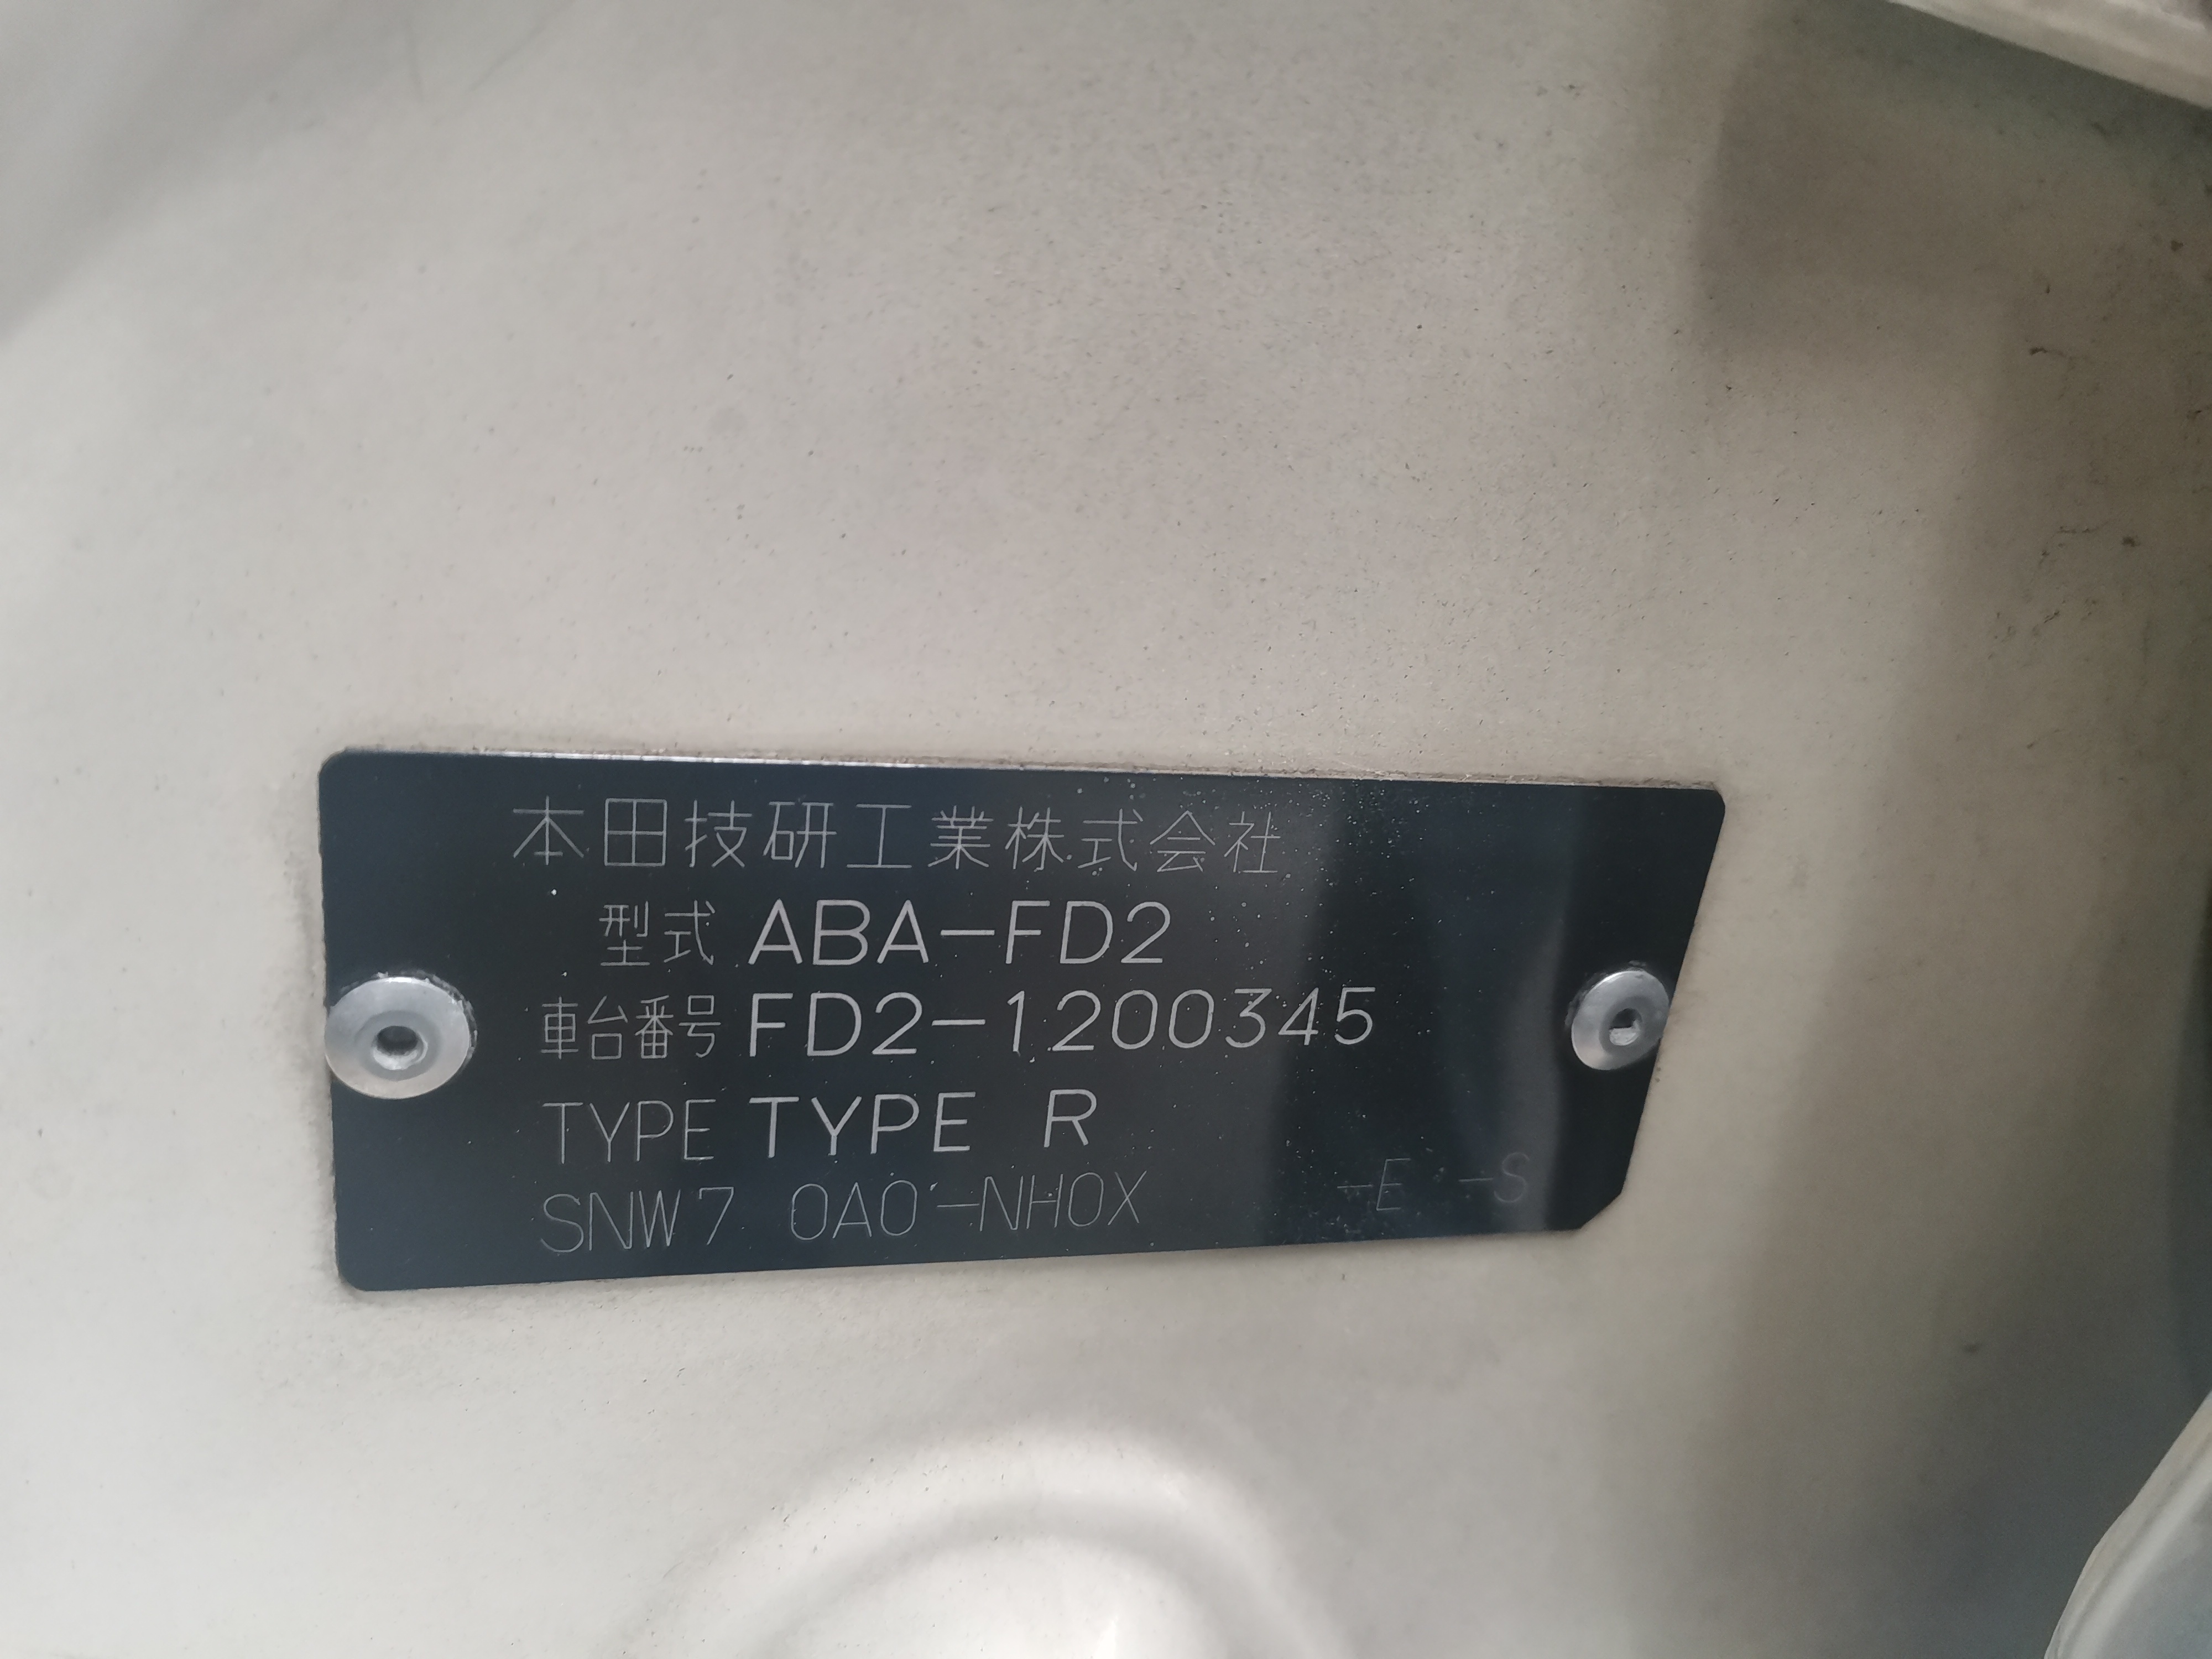 本田技研工業株式会社
型式 ABA-FD2
車台番号 FD2-1200345
TYPE TYPE R
SNW7 0A0 -NH0X -E -S